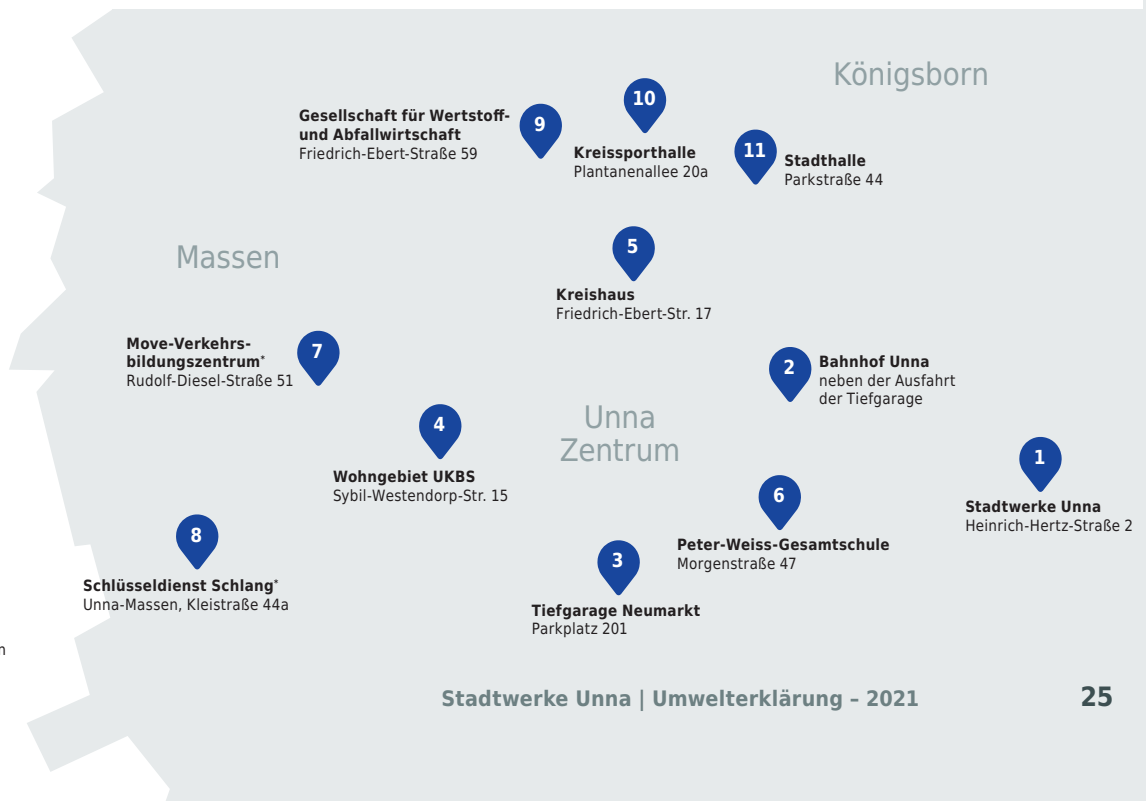 Königsborn
10
Gesellschaft für Wertstoff-
und Abfallwirtschaft
Friedrich-Ebert-Straße 59
9
Kreissporthalle
Plantanenallee 20a
11
Stadthalle
Parkstraße 44
Massen
5
Kreishaus
Friedrich-Ebert-Str. 17
Move-Verkehrs-
bildungszentrum*
Rudolf-Diesel-Straße 51
7
2
Bahnhof Unna
neben der Ausfahrt
der Tiefgarage
4
Wohngebiet UKBS
Sybil-Westendorp-Str. 15
Unna
Zentrum
1
Stadtwerke Unna
Heinrich-Hertz-Straße 2
6
Peter-Weiss-Gesamtschule
Morgenstraße 47
8
Schlüsseldienst Schlang*
Unna-Massen, Kleistraße 44a
3
Tiefgarage Neumarkt
Parkplatz 201
Stadtwerke Unna | Umwelterklärung – 2021
25